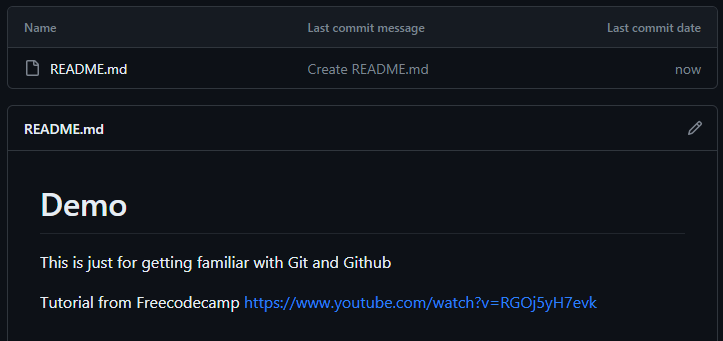 Name Last commit message Last commit date
README.md Create README.md now
README.md
Demo
This is just for getting familiar with Git and Github
Tutorial from Freecodecamp https://www.youtube.com/watch?v=RGOj5yH7evk